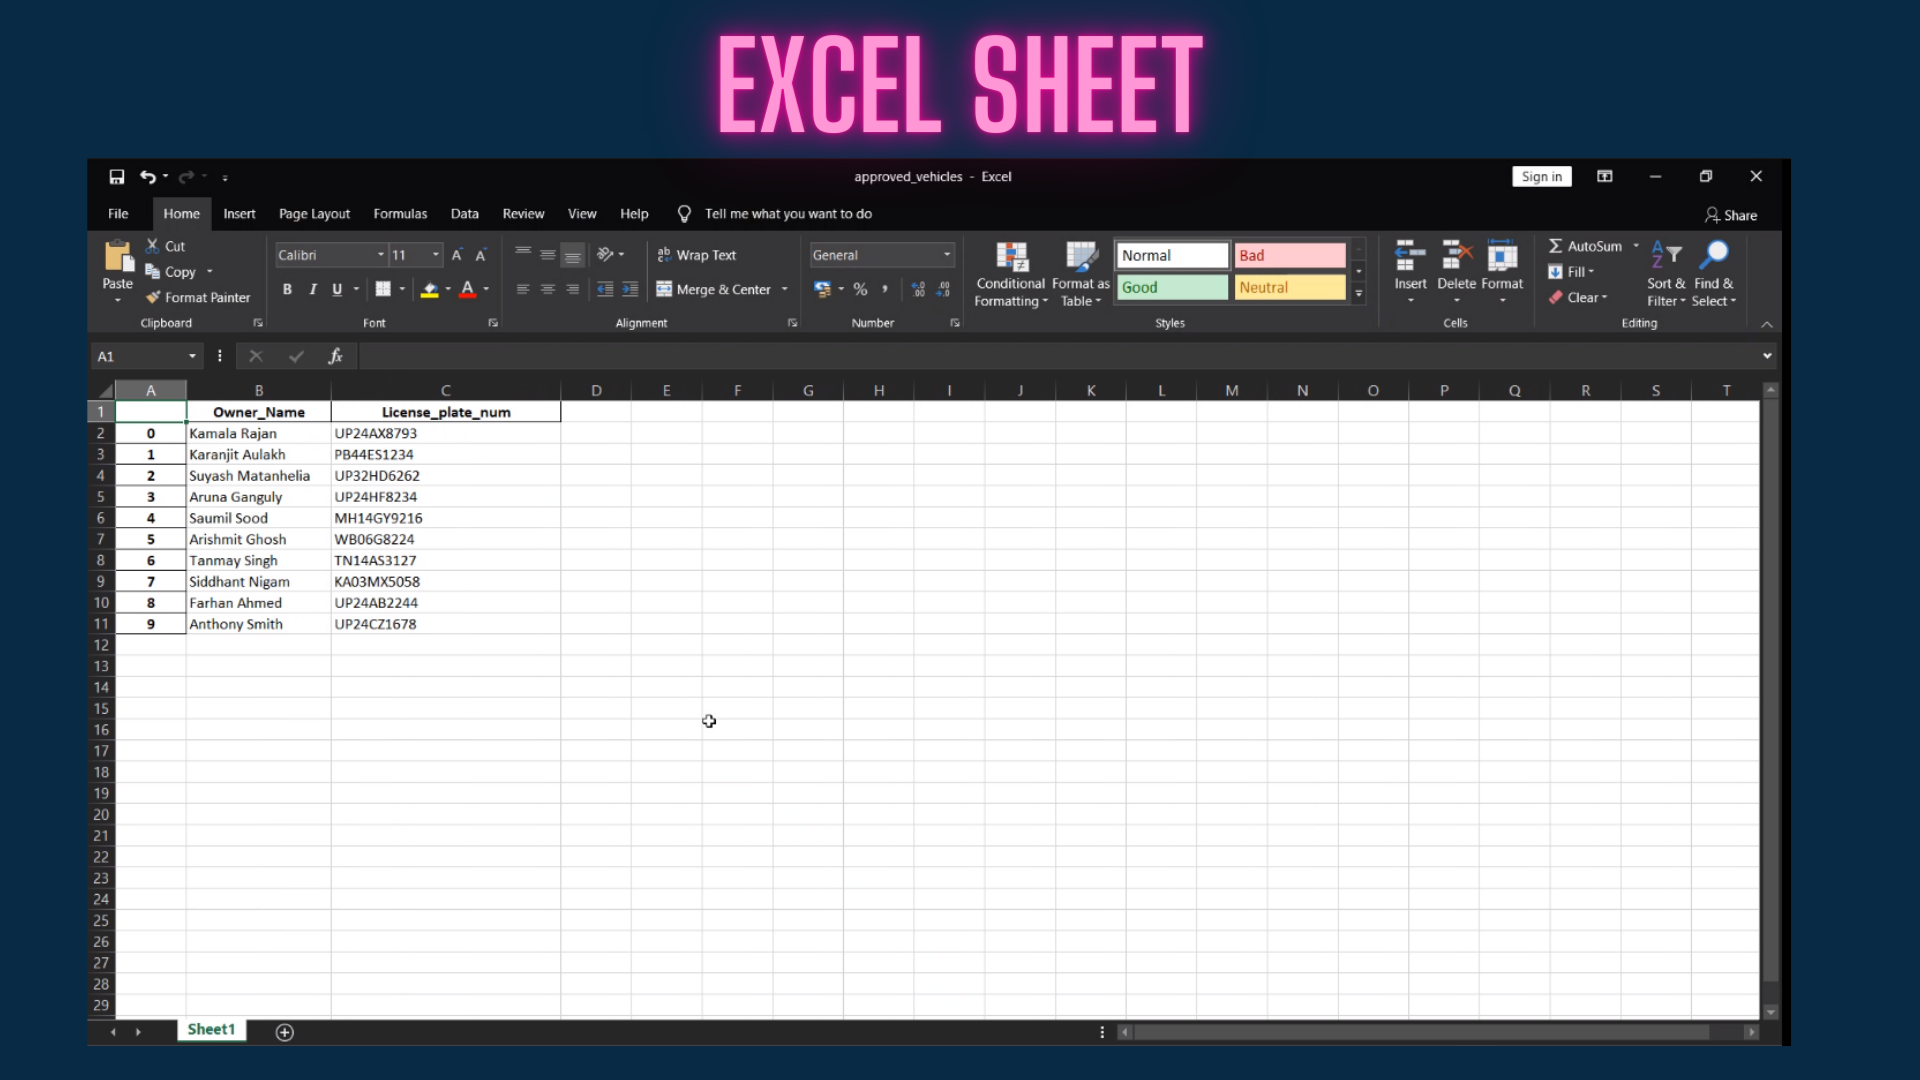 EXCEL SHEET
approved_vehicles - Excel
Sign in
File Home Insert Page Layout Formulas Data Review View Help Tell me what you want to do
Share
Paste
Cut
Copy
Format Painter
Clipboard
Calibri 11
B I U
Font
Wrap Text
Merge & Center
Alignment
General
Number
Conditional Formatting
Format as Table
Normal Bad
Good Neutral
Styles
Insert Delete Format
Cells
AutoSum
Fill
Clear
Sort & Filter
Find & Select
Editing
A1 fx
A B C D E F G H I J K L M N O P Q R S T
1 Owner_Name License_plate_num
2 0 Kamala Rajan UP24AX8793
3 1 Karanjit Aulakh PB44ES1234
4 2 Suyash Matanhelia UP32HD6262
5 3 Aruna Ganguly UP24HF8234
6 4 Saumil Sood MH14GY9216
7 5 Arishmit Ghosh WB06G8224
8 6 Tanmay Singh TN14AS3127
9 7 Siddhant Nigam KA03MX5058
10 8 Farhan Ahmed UP24AB2244
11 9 Anthony Smith UP24CZ1678
12
13
14
15
16
17
18
19
20
21
22
23
24
25
26
27
28
29
Sheet1